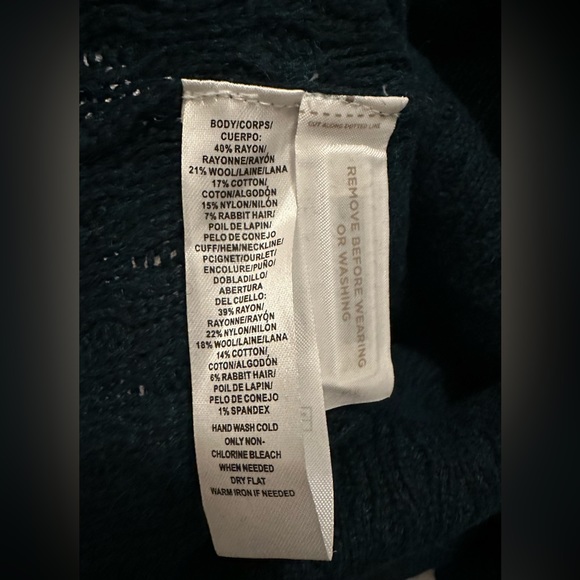 BODY/CORPS/
CUERPO:
40% RAYON/
RAYONNE/RAYÓN
21% WOOL/LAINE/LANA
17% COTTON/
COTON/ALGODÓN
15% NYLON/NILÓN
7% RABBIT HAIR/
POIL DE LAPIN/
PELO DE CONEJO
CUFF/HEM/NECKLINE/
PCIGNET/OURLET/
ENCOLURE/PUÑO/
DOBLADILLO/
ABERTURA
DEL CUELLO:
39% RAYON/
RAYONNE/RAYÓN
22% NYLON/NILÓN
18% WOOL/LAINE/LANA
14% COTTON/
COTON/ALGODÓN
6% RABBIT HAIR/
POIL DE LAPIN/
PELO DE CONEJO
1% SPANDEX
HAND WASH COLD
ONLY NON-
CHLORINE BLEACH
WHEN NEEDED
DRY FLAT
WARM IRON IF NEEDED
CUT ALONG DOTTED LINE
REMOVE BEFORE WEARING
OR WASHING